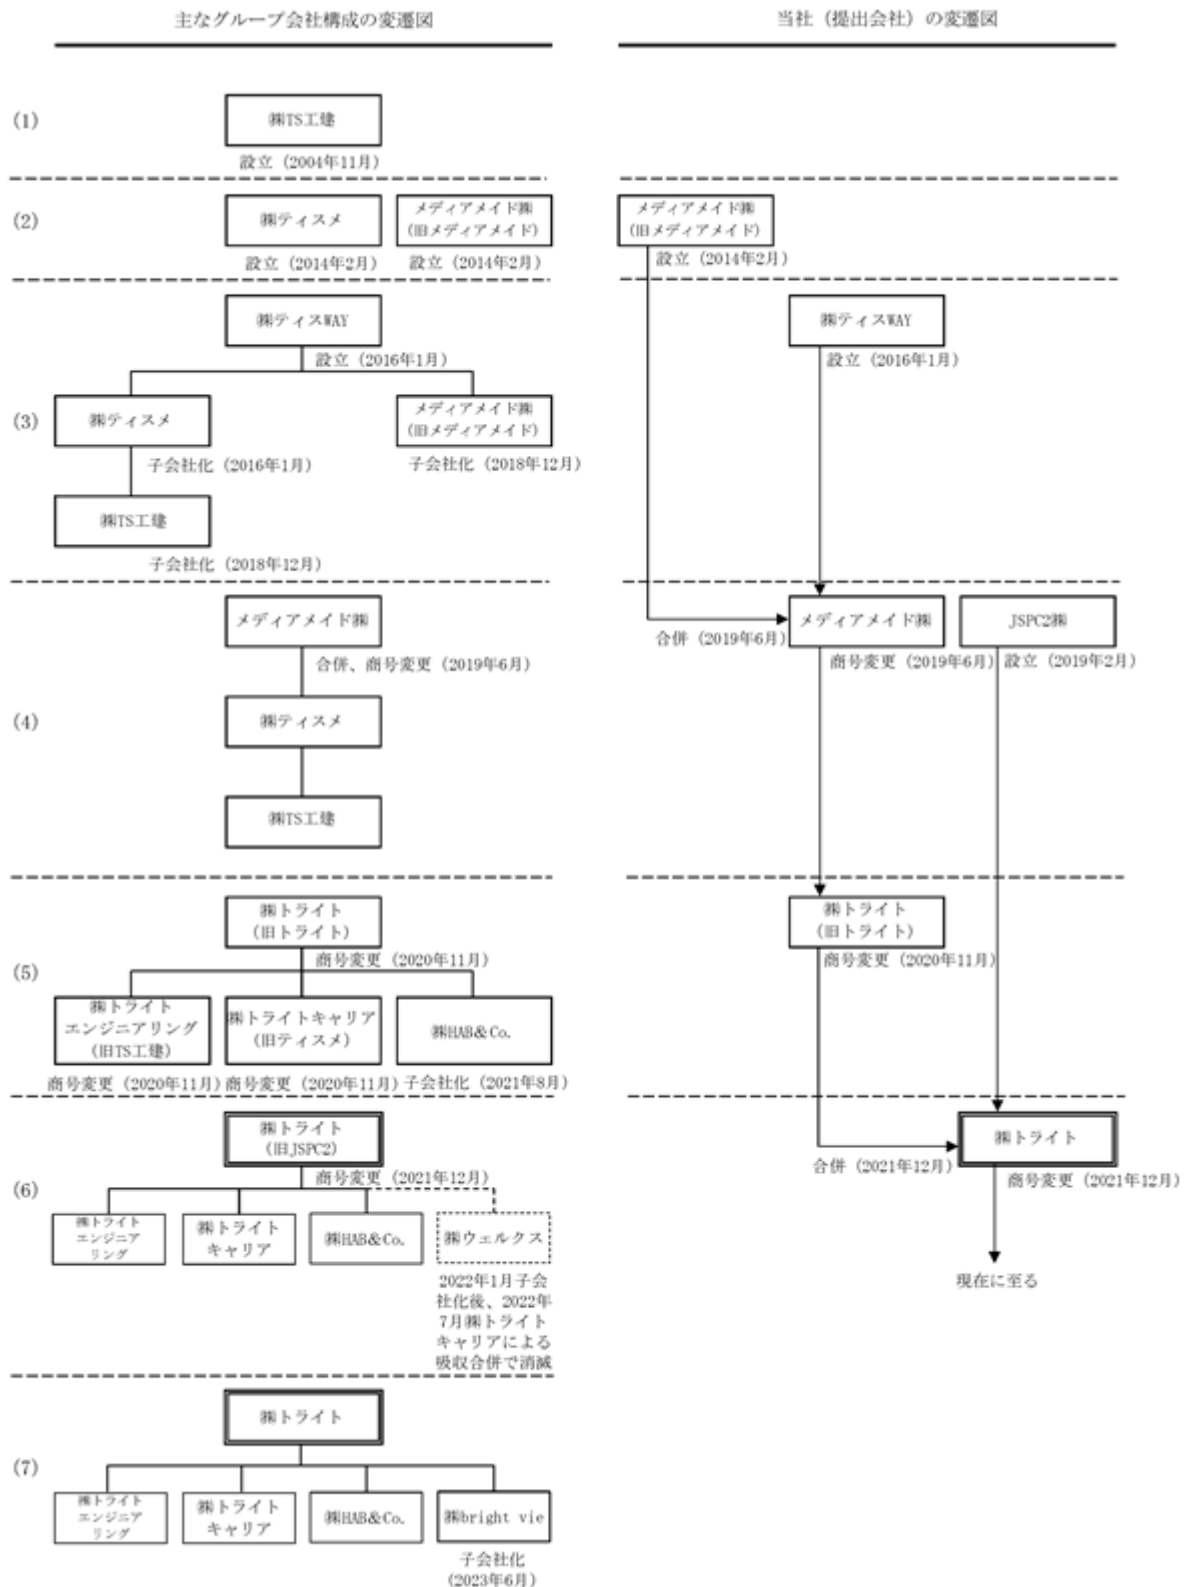 主なグループ会社構成の変遷図
当社（提出会社）の変遷図
(1)
㈱TS工建
設立（2004年11月）
(2)
㈱ティスメ
設立（2014年2月）
メディアメイド㈱
(旧メディアメイド)
設立（2014年2月）
メディアメイド㈱
(旧メディアメイド)
設立（2014年2月）
(3)
㈱ティスWAY
設立（2016年1月）
㈱ティスメ
子会社化（2016年1月）
メディアメイド㈱
(旧メディアメイド)
子会社化（2018年12月）
㈱TS工建
子会社化（2018年12月）
㈱ティスWAY
設立（2016年1月）
(4)
メディアメイド㈱
合併、商号変更（2019年6月）
㈱ティスメ
㈱TS工建
合併（2019年6月）
メディアメイド㈱
商号変更（2019年6月）
JSPC2㈱
設立（2019年2月）
(5)
㈱トライト
(旧トライト)
商号変更（2020年11月）
㈱トライト
エンジニアリング
(旧TS工建)
商号変更（2020年11月）
㈱トライトキャリア
(旧ティスメ)
商号変更（2020年11月）
㈱HAB&Co.
子会社化（2021年8月）
㈱トライト
(旧トライト)
商号変更（2020年11月）
(6)
㈱トライト
(旧JSPC2)
商号変更（2021年12月）
㈱トライト
エンジニア
リング
㈱トライト
キャリア
㈱HAB&Co.
㈱ウェルクス
2022年1月子会
社化後、2022年
7月㈱トライト
キャリアによる
吸収合併で消滅
合併（2021年12月）
㈱トライト
商号変更（2021年12月）
現在に至る
(7)
㈱トライト
㈱トライト
エンジニア
リング
㈱トライト
キャリア
㈱HAB&Co.
㈱bright vie
子会社化
（2023年6月）